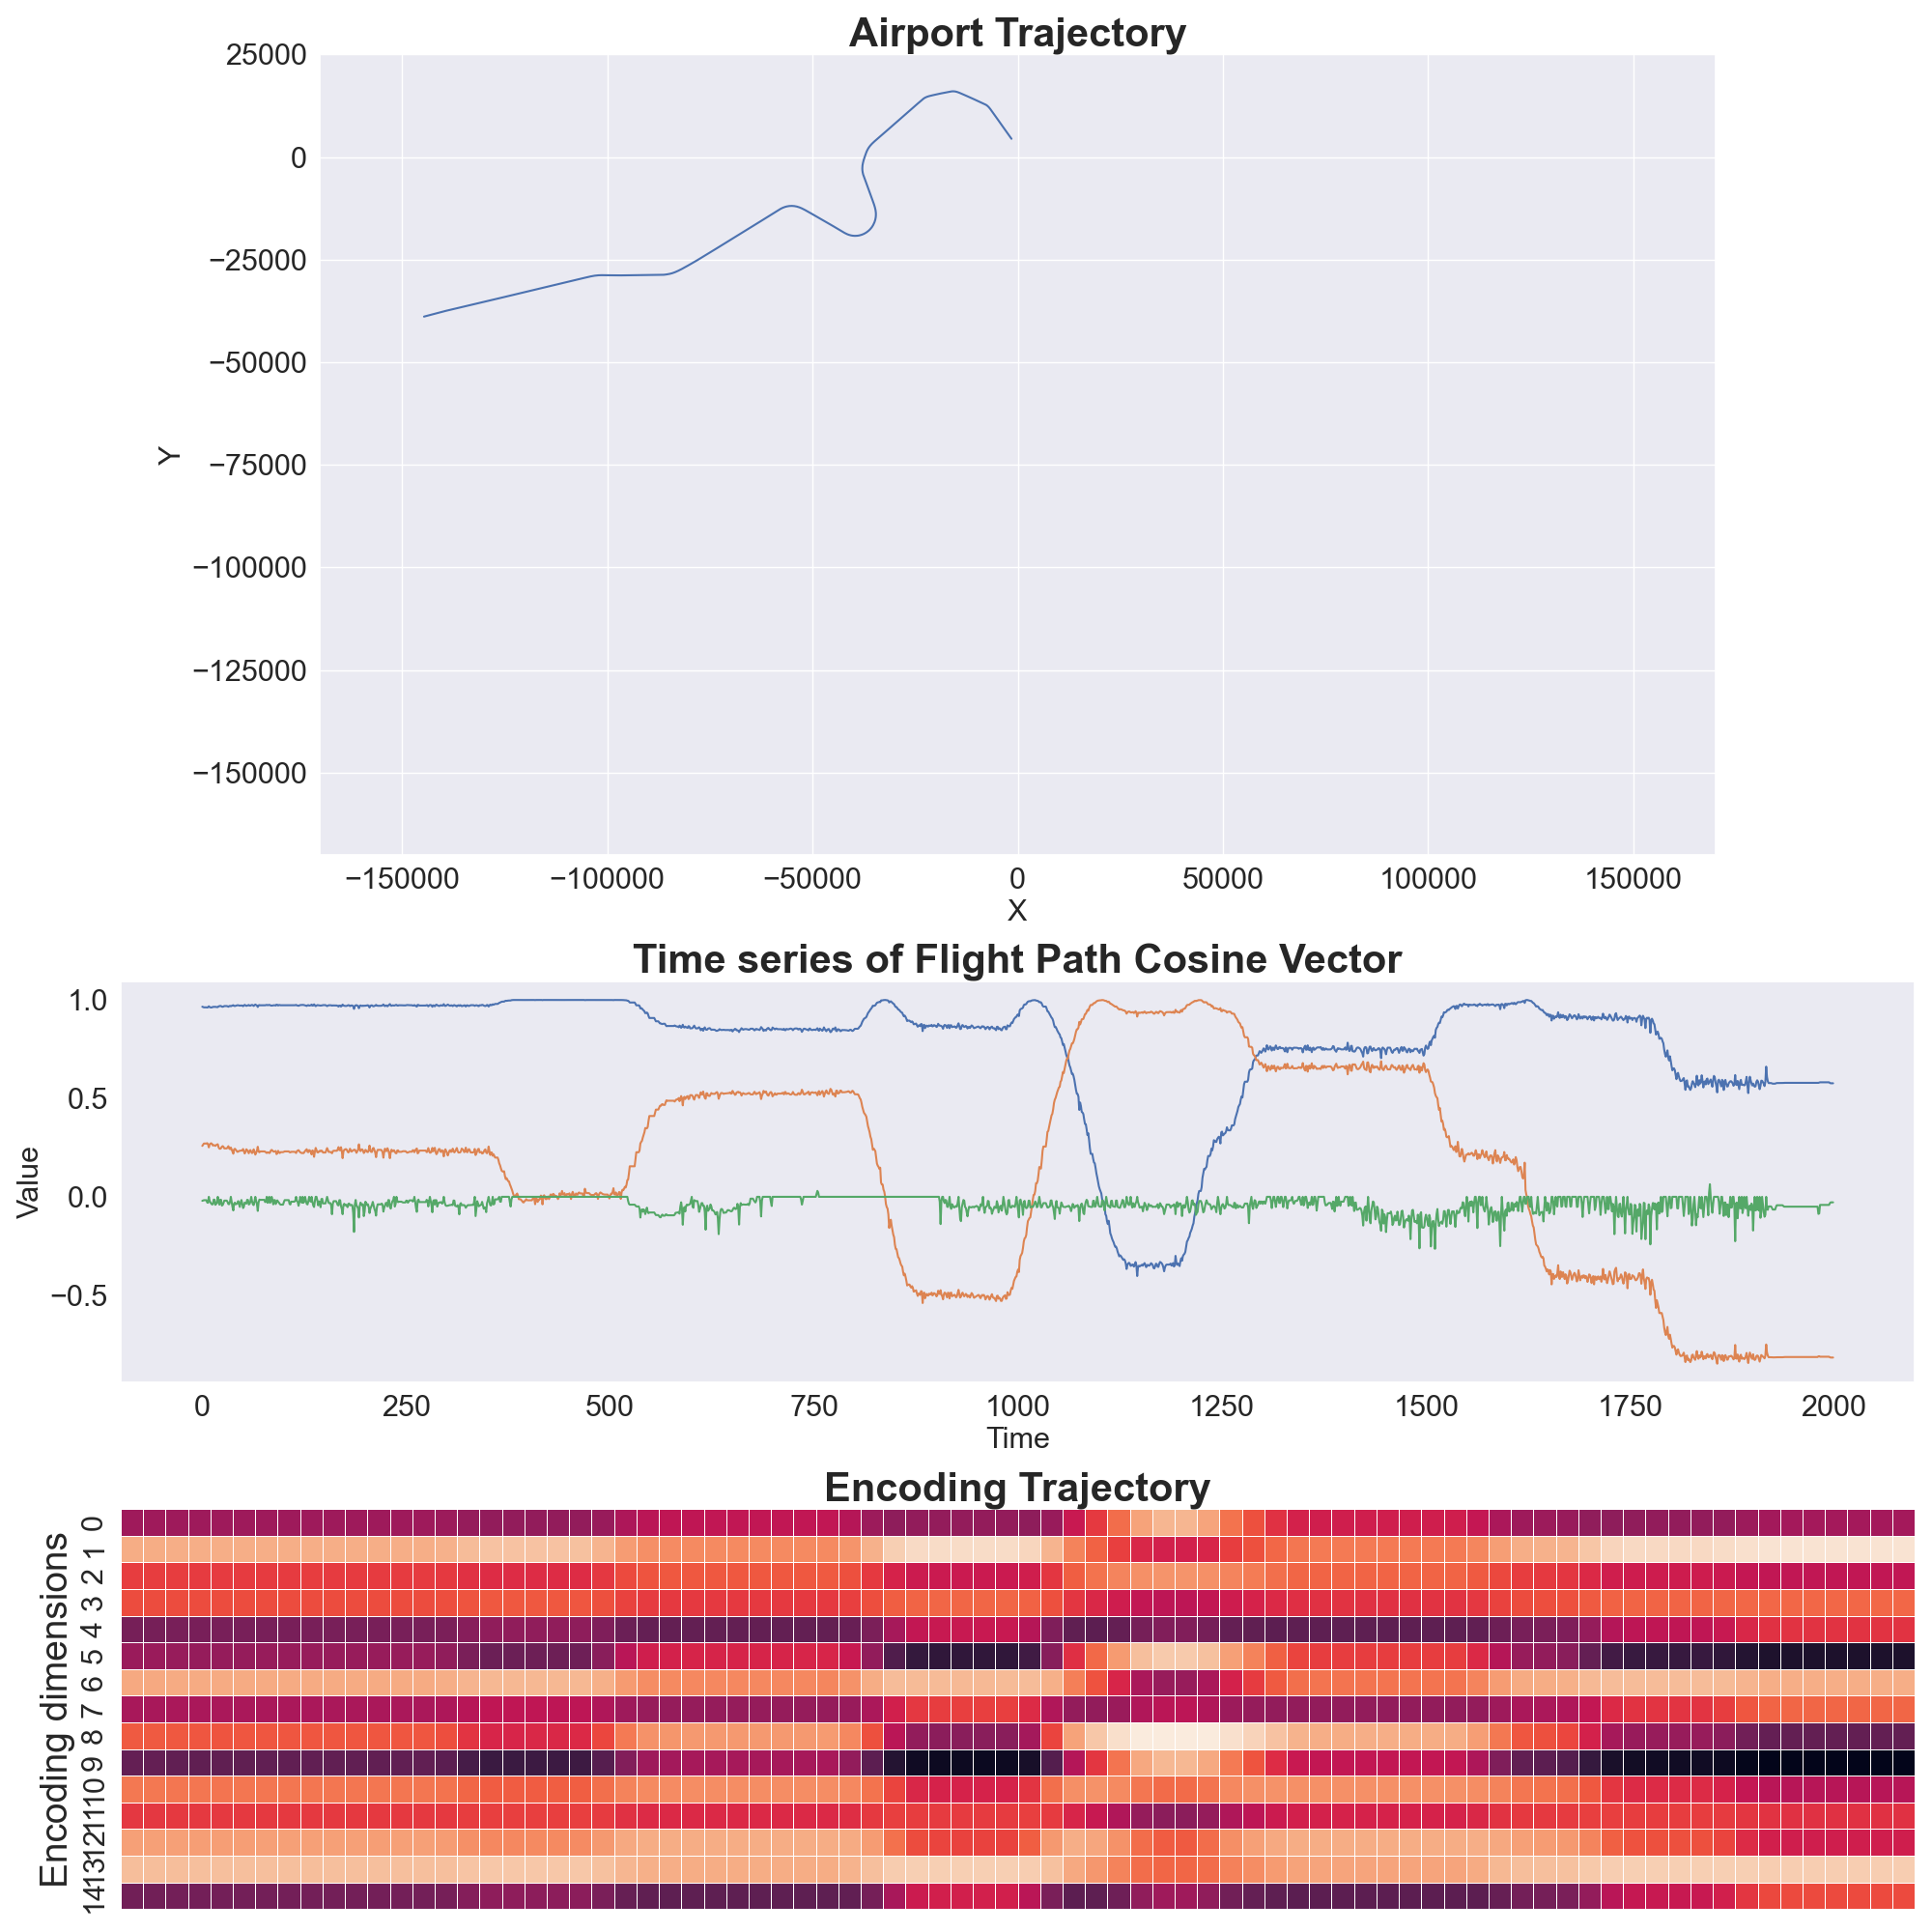 Airport Trajectory
25000
0
−25000
−50000
−75000
−100000
−125000
−150000
Y
−150000 −100000 −50000 0 50000 100000 150000
X
Time series of Flight Path Cosine Vector
1.0
0.5
0.0
−0.5
Value
0 250 500 750 1000 1250 1500 1750 2000
Time
Encoding Trajectory
Encoding dimensions
0
1
2
3
4
5
6
7
8
9
10
11
12
13
14